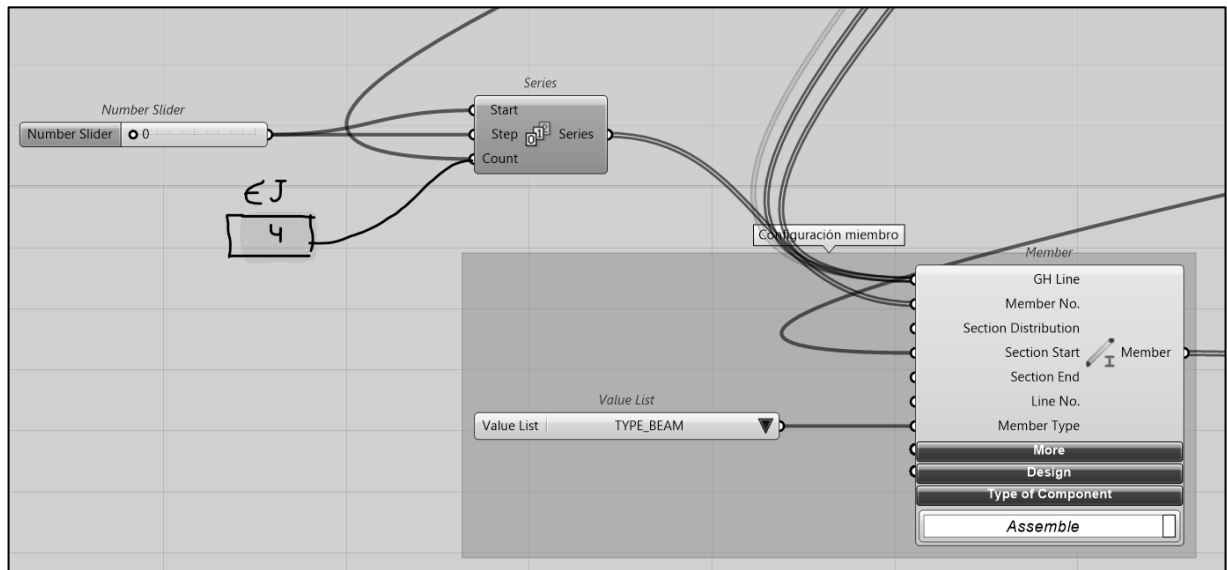 Series
Number Slider
Start
Number Slider 0
Step 012 Series
Count
EJ
4
Configuración miembro
Member
GH Line
Member No.
Section Distribution
Section Start
Member
Section End
Value List
Line No.
Value List TYPE_BEAM
Member Type
More
Design
Type of Component
Assemble